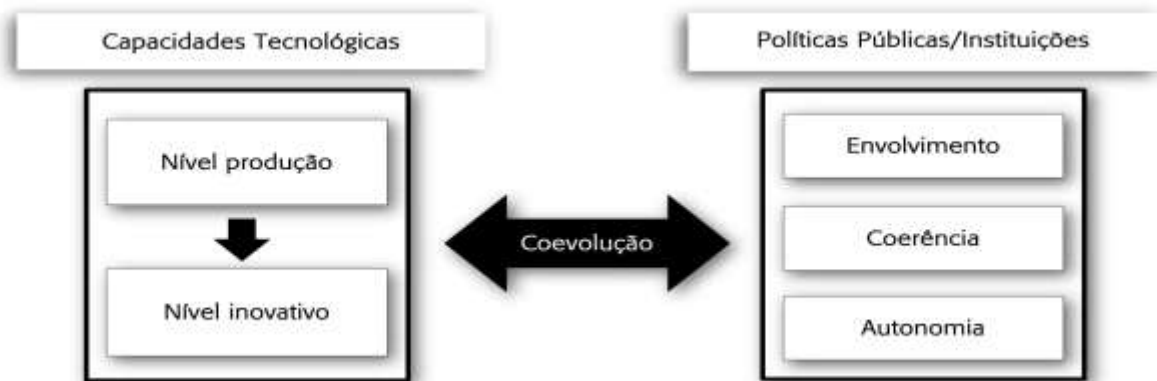 Capacidades Tecnológicas
Políticas Públicas/Instituições
Nível produção
Nível inovativo
Coevolução
Envolvimento
Coerência
Autonomia